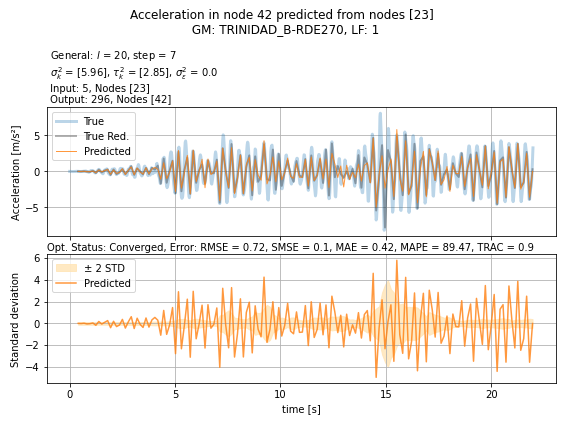 Acceleration in node 42 predicted from nodes [23]
GM: TRINIDAD_B-RDE270, LF: 1
General: l = 20, step = 7
σ²ₖ = [5.96], τ²ₖ = [2.85], σ²ε = 0.0
Input: 5, Nodes [23]
Output: 296, Nodes [42]
Acceleration [m/s²]
5
0
−5
True
True Red.
Predicted
Opt. Status: Converged, Error: RMSE = 0.72, SMSE = 0.1, MAE = 0.42, MAPE = 89.47, TRAC = 0.9
Standard deviation
6
4
2
0
−2
−4
± 2 STD
Predicted
0 5 10 15 20
time [s]